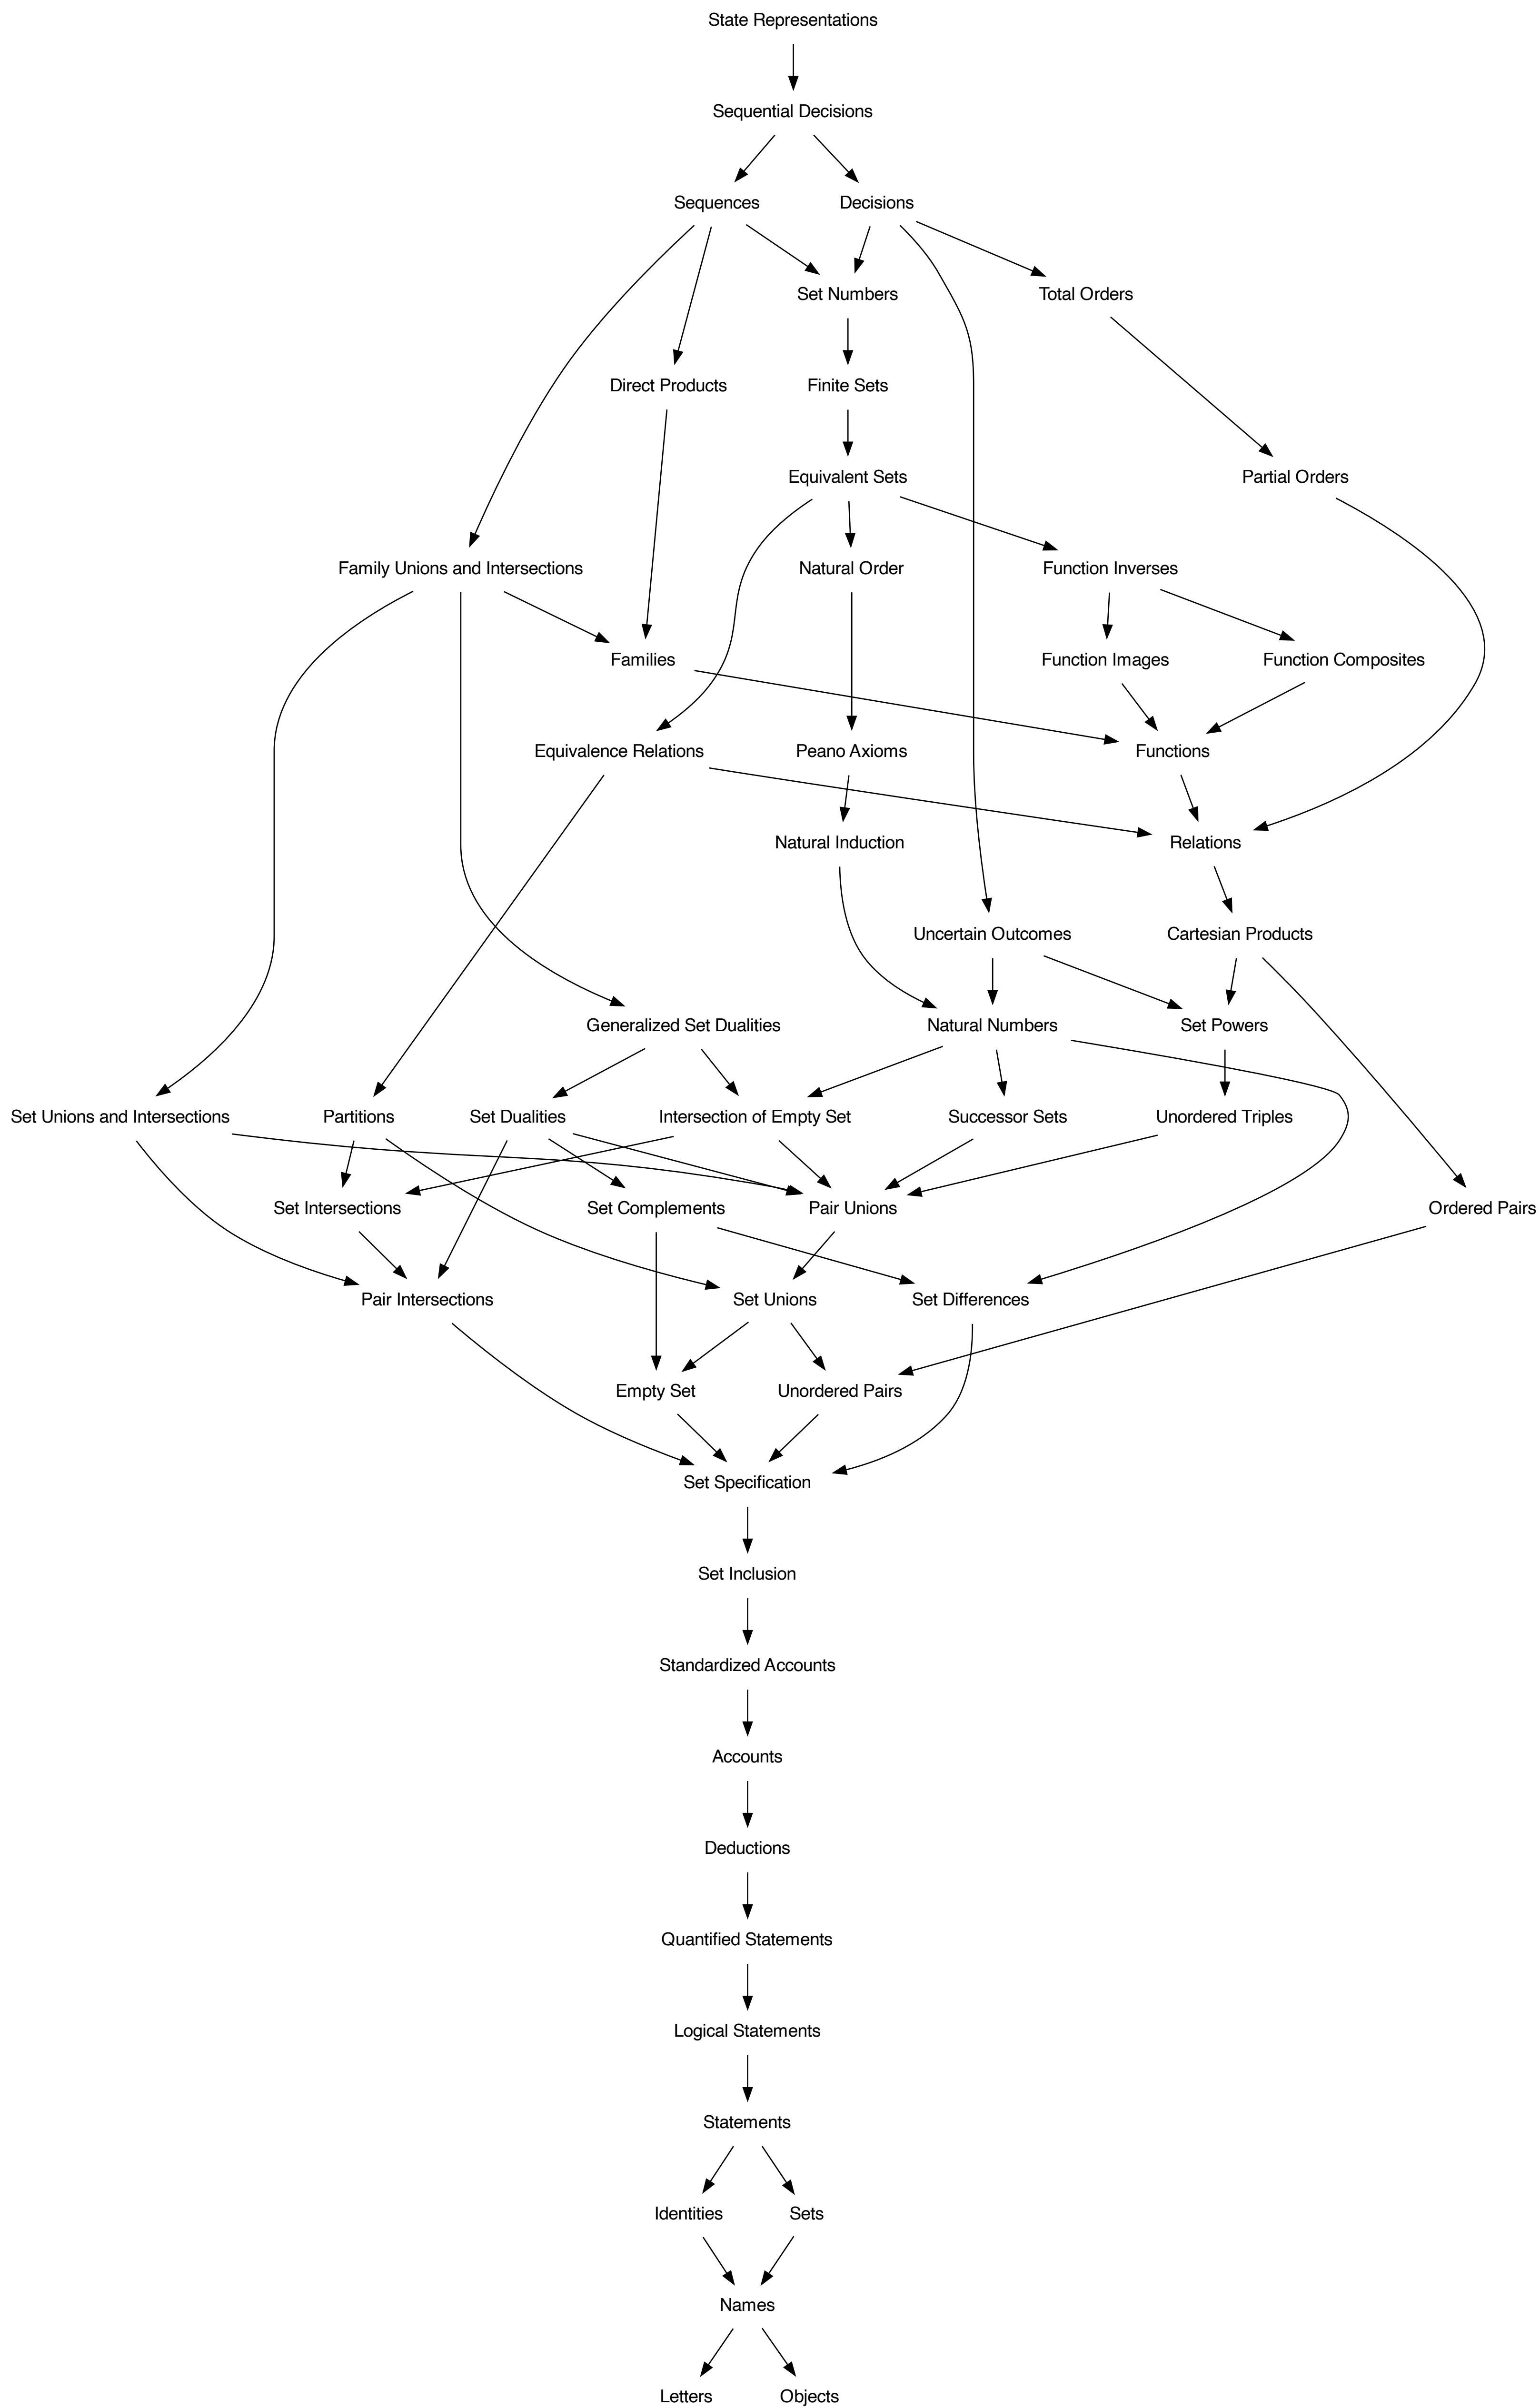 State Representations
Sequential Decisions
Sequences
Decisions
Set Numbers
Total Orders
Direct Products
Finite Sets
Equivalent Sets
Partial Orders
Family Unions and Intersections
Natural Order
Function Inverses
Families
Function Images
Function Composites
Equivalence Relations
Peano Axioms
Functions
Natural Induction
Relations
Uncertain Outcomes
Cartesian Products
Generalized Set Dualities
Natural Numbers
Set Powers
Set Unions and Intersections
Partitions
Set Dualities
Intersection of Empty Set
Successor Sets
Unordered Triples
Set Intersections
Set Complements
Pair Unions
Ordered Pairs
Pair Intersections
Set Unions
Set Differences
Empty Set
Unordered Pairs
Set Specification
Set Inclusion
Standardized Accounts
Accounts
Deductions
Quantified Statements
Logical Statements
Statements
Identities
Sets
Names
Letters
Objects